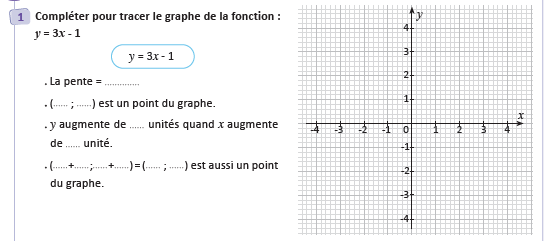 1 Compléter pour tracer le graphe de la fonction :
y = 3x - 1
y = 3x - 1
. La pente = .............
. (...... ; ......) est un point du graphe.
. y augmente de ...... unités quand x augmente
de ...... unité.
. (......+......;......+......)=(...... ; ......) est aussi un point
du graphe.
y
4
3
2
1
x
-4 -3 -2 -1 0 1 2 3 4
-1
-2
-3
-4